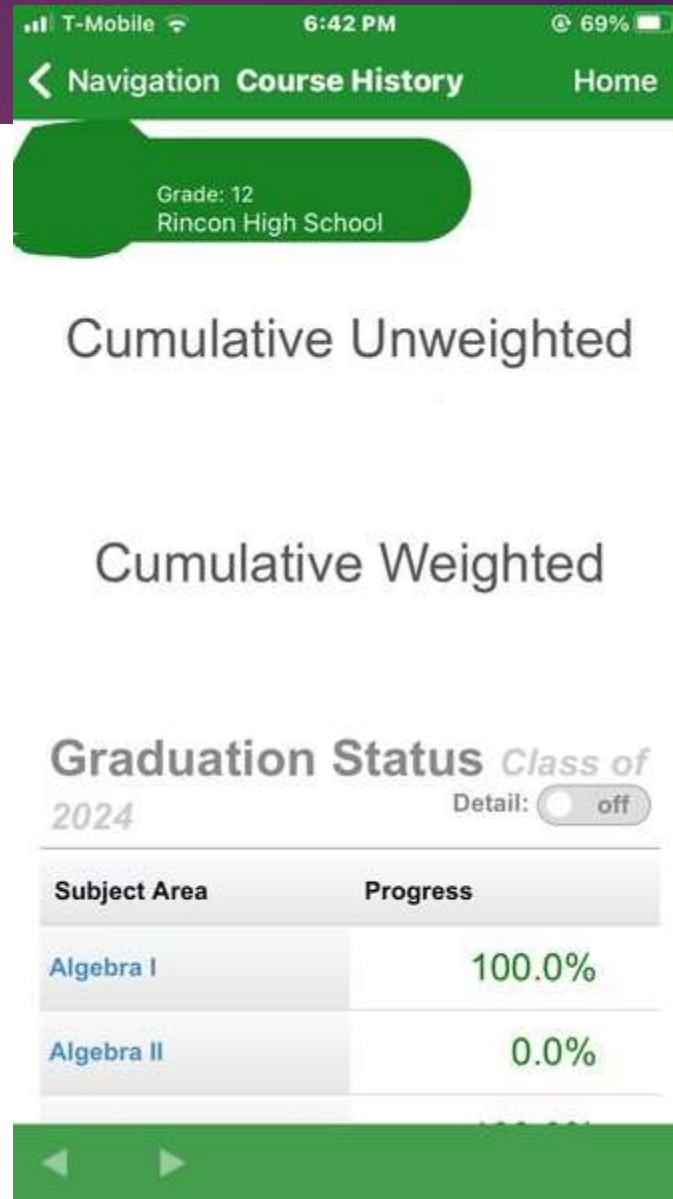 T-Mobile 6:42 PM 69%
Navigation Course History Home
Grade: 12
Rincon High School
Cumulative Unweighted
Cumulative Weighted
Graduation Status Class of
2024 Detail: off
Subject Area Progress
Algebra I 100.0%
Algebra II 0.0%